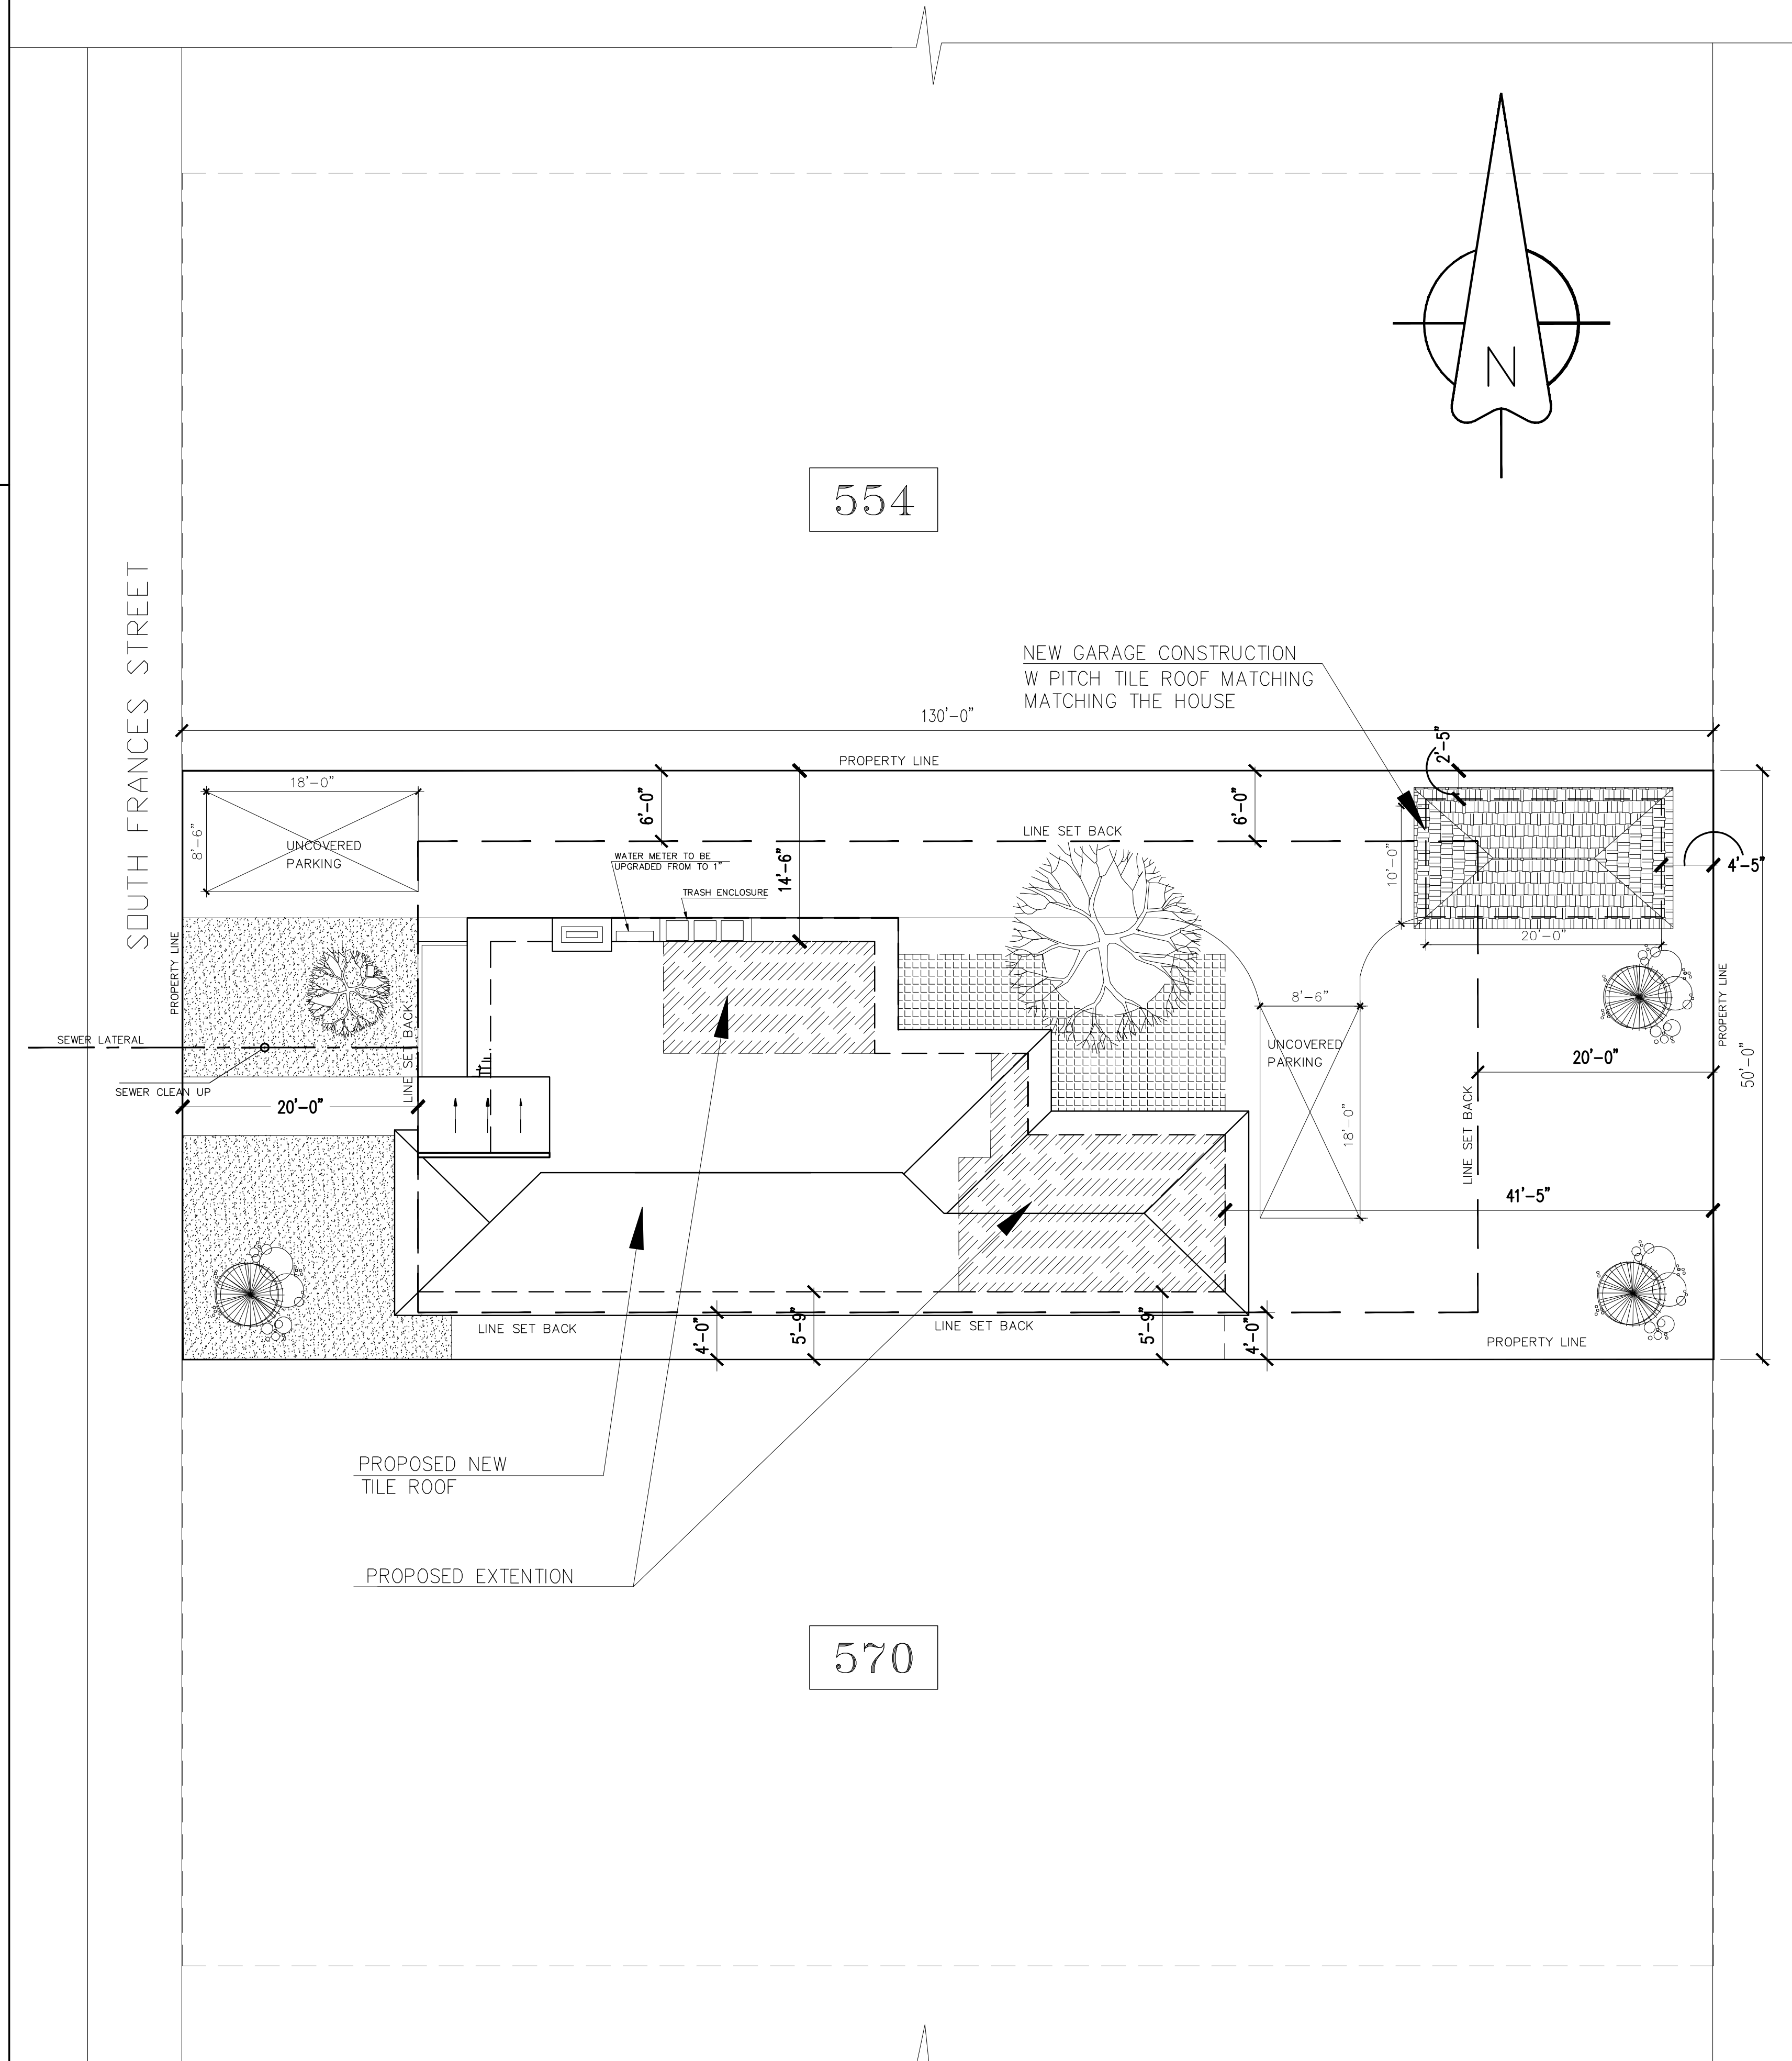 N
554
SOUTH FRANCES STREET
NEW GARAGE CONSTRUCTION
W PITCH TILE ROOF MATCHING
MATCHING THE HOUSE
130'-0"
2'-5"
PROPERTY LINE
18'-0"
8'-6"
UNCOVERED
PARKING
6'-0"
14'-6"
6'-0"
LINE SET BACK
WATER METER TO BE
UPGRADED FROM TO 1"
TRASH ENCLOSURE
10'-0"
4'-5"
20'-0"
PROPERTY LINE
LINE SET BACK
8'-6"
UNCOVERED
PARKING
18'-0"
PROPERTY LINE
SEWER LATERAL
SEWER CLEAN UP
20'-0"
20'-0"
50'-0"
LINE SET BACK
41'-5"
LINE SET BACK
4'-0"
5'-9"
LINE SET BACK
5'-9"
4'-0"
PROPERTY LINE
PROPOSED NEW
TILE ROOF
PROPOSED EXTENTION
570